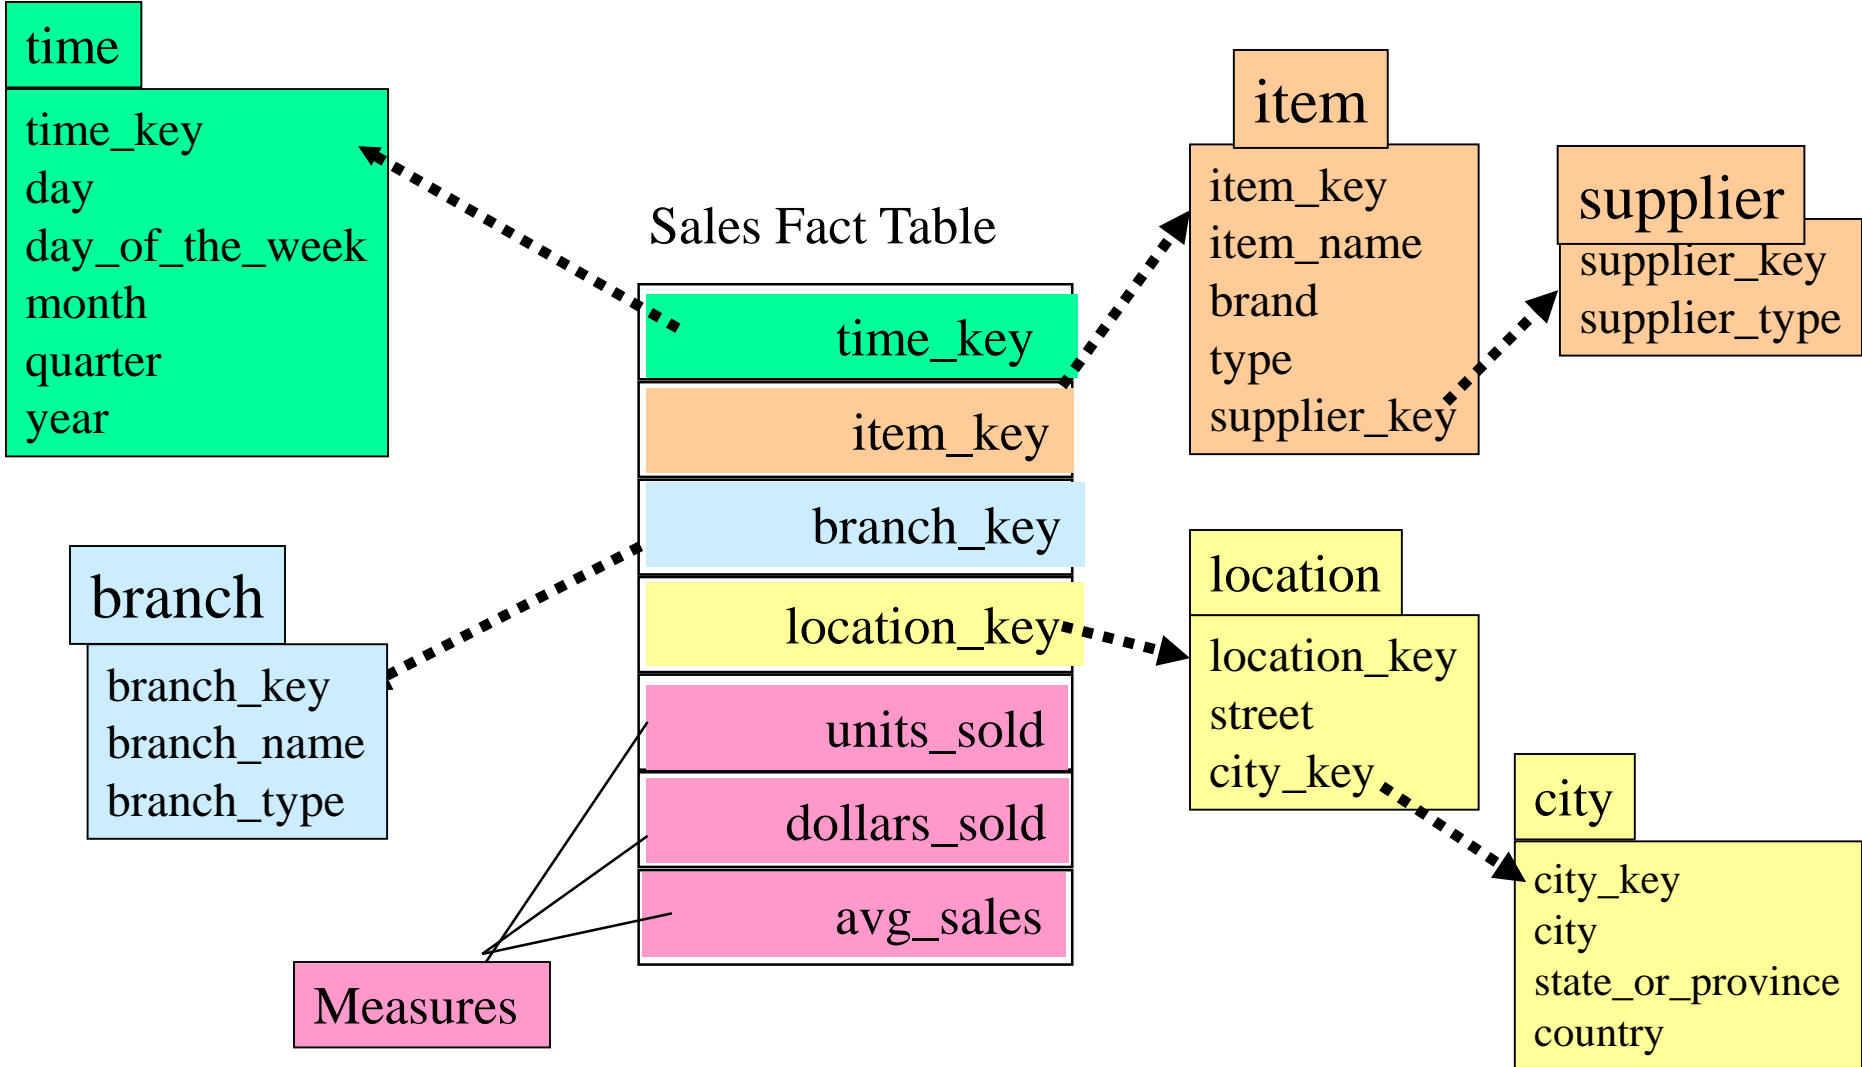 time
time_key
day
day_of_the_week
month
quarter
year
branch
branch_key
branch_name
branch_type
Sales Fact Table
time_key
item_key
branch_key
location_key
units_sold
dollars_sold
avg_sales
Measures
item
item_key
item_name
brand
type
supplier_key
supplier
supplier_key
supplier_type
location
location_key
street
city_key
city
city_key
city
state_or_province
country